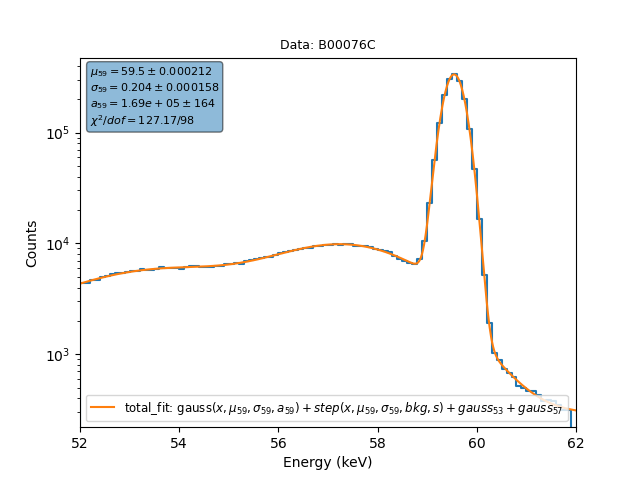 Data: B00076C
μ₅₉ = 59.5 ± 0.000212
σ₅₉ = 0.204 ± 0.000158
a₅₉ = 1.69e + 05 ± 164
χ²/dof = 127.17/98
10⁵
10⁴
10³
Counts
total_fit: gauss(x, μ₅₉, σ₅₉, a₅₉) + step(x, μ₅₉, σ₅₉, bkg, s) + gauss₅₃ + gauss₅₇
52 54 56 58 60 62
Energy (keV)